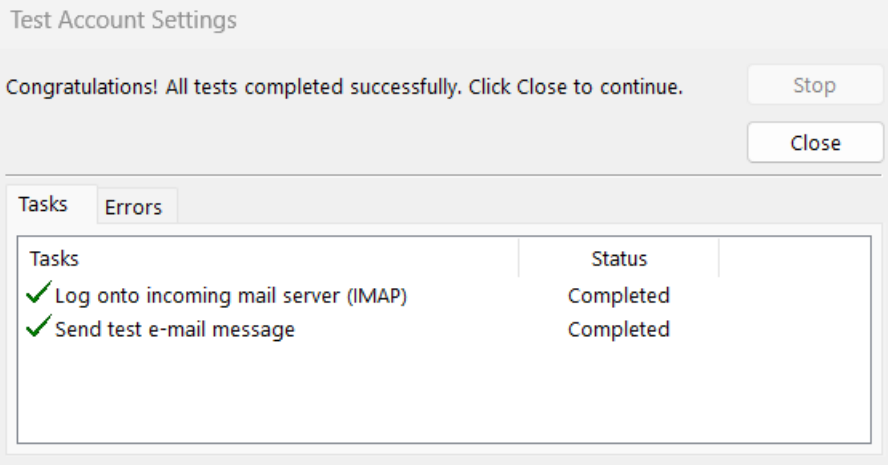 Test Account Settings
Congratulations! All tests completed successfully. Click Close to continue.
Stop
Close
Tasks
Errors
Tasks Status
Log onto incoming mail server (IMAP) Completed
Send test e-mail message Completed